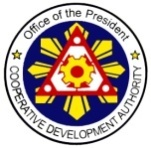 Office of the President
COOPERATIVE DEVELOPMENT AUTHORITY